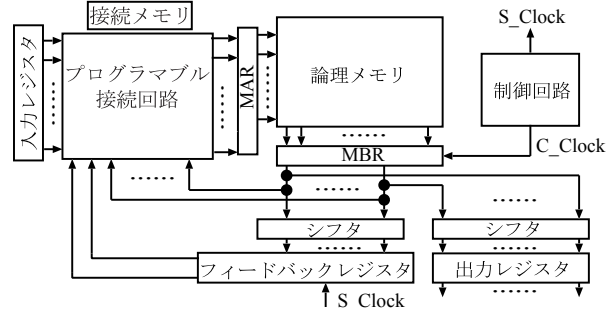 接続メモリ
S_Clock
入力レジスタ
プログラマブル
接続回路
MAR
論理メモリ
制御回路
MBR
C_Clock
シフタ
シフタ
フィードバックレジスタ
出力レジスタ
S_Clock